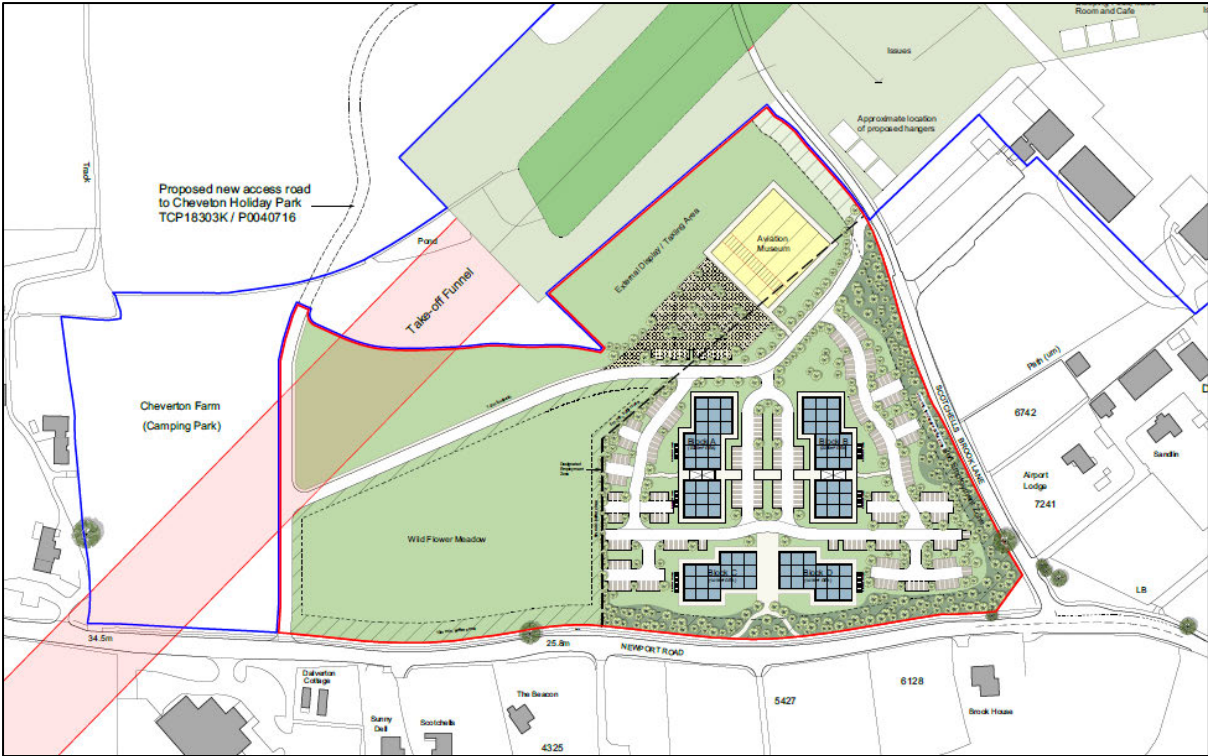 Room and Cafe
Issues
Approximate location
of proposed hangers
Track
Proposed new access road
to Cheveton Holiday Park
TCP18303K / P0040716
Pond
Take-off Funnel
External Display / Taxiing Area
Aviation
Museum
Path (um)
SCOTCHELLS BROOK LANE
6742
Sandlin
Airport
Lodge
7241
Cheverton Farm
(Camping Park)
Block A
Block B
Designated
Employment
Wild Flower Meadow
Block C
Block D
LB
34.5m
25.8m
NEWPORT ROAD
Dalverton
Cottage
The Beacon
Sunny
Dell
Scotchells
4325
5427
6128
Brook House